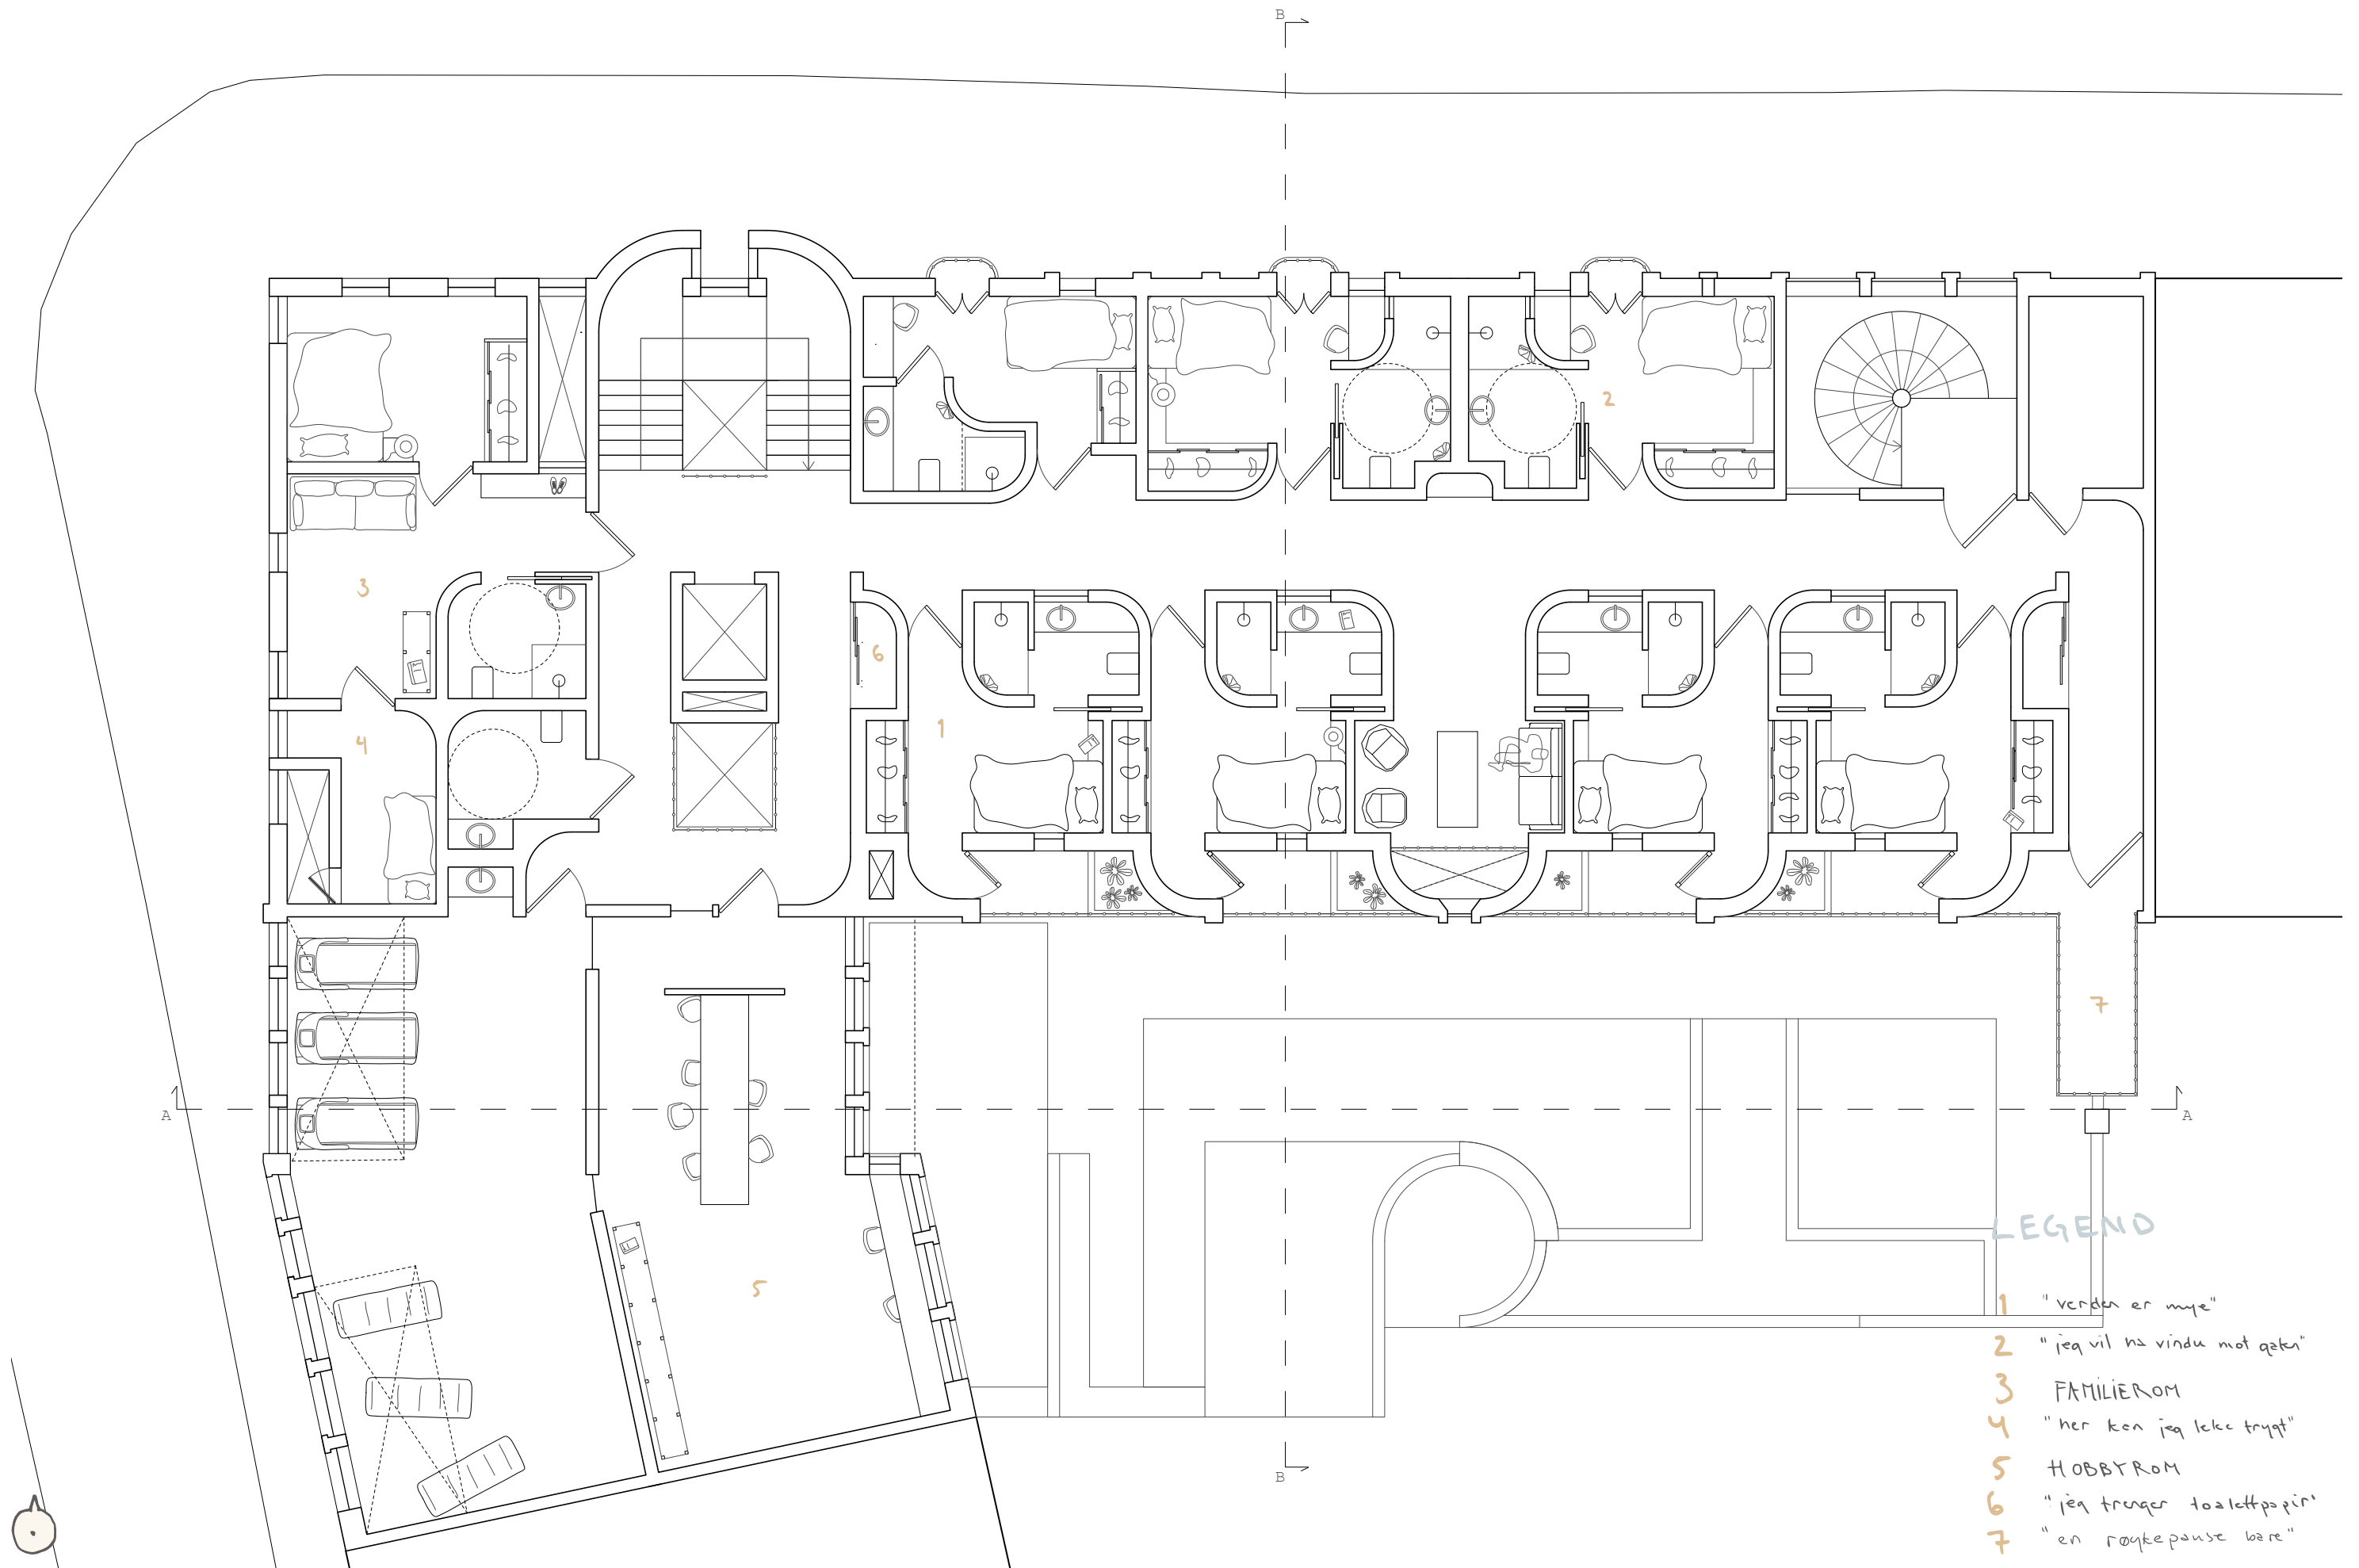 B
2
3
6
4
1
7
A
A
5
B
LEGEND
1 "verden er mye"
2 "jeg vil ha vindu mot gaten"
3 FAMILIEROM
4 "her kan jeg leke trygt"
5 HOBBYROM
6 "jeg trenger toalettpapir"
7 "en røykepause bare"